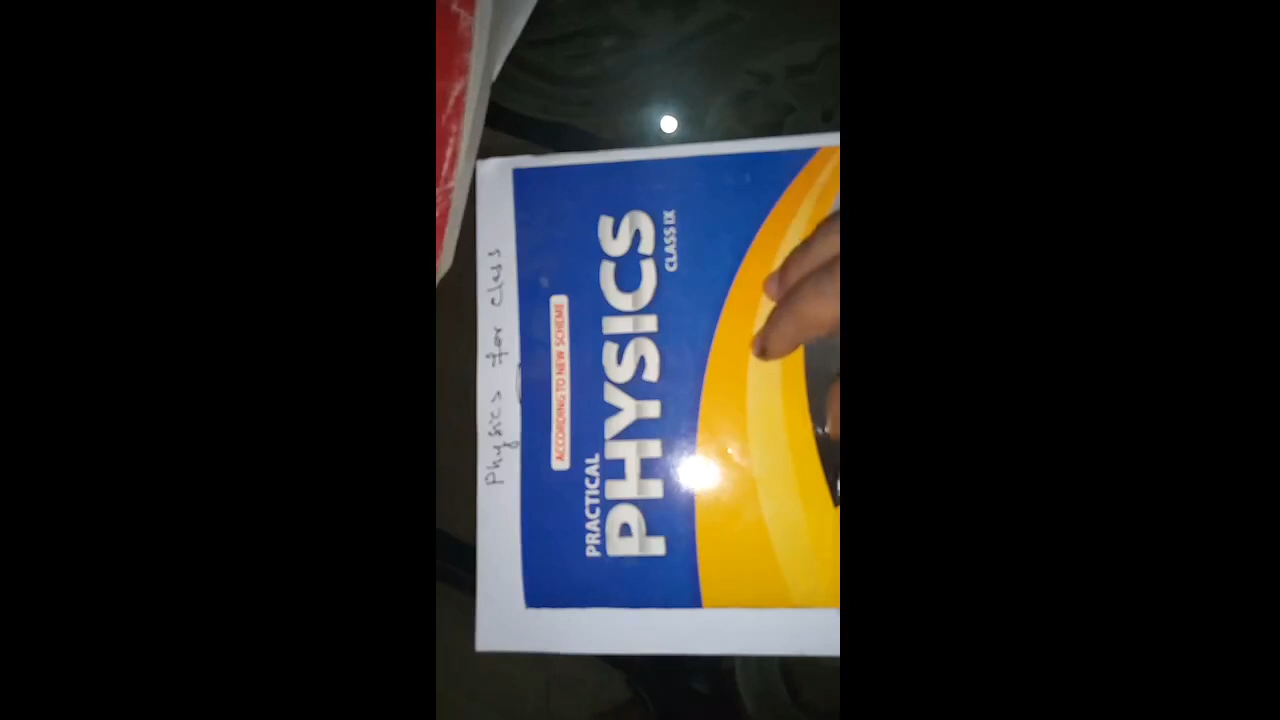 Physics for class
ACCORDING TO NEW SCHEME
PRACTICAL
PHYSICS
CLASS IX